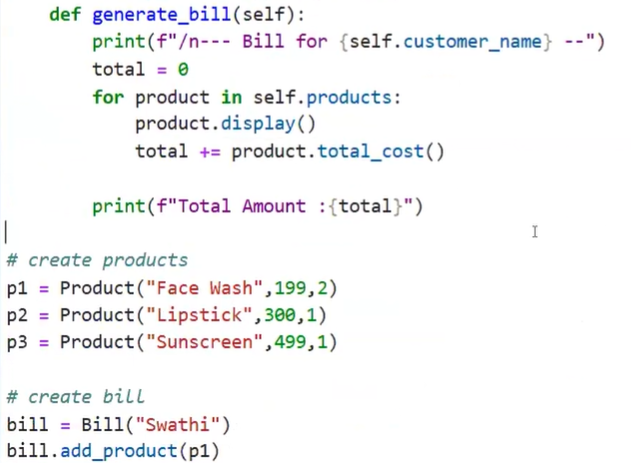 def generate_bill(self):
print(f"/n--- Bill for {self.customer_name} --")
total = 0
for product in self.products:
product.display()
total += product.total_cost()
print(f"Total Amount :{total}")
# create products
p1 = Product("Face Wash",199,2)
p2 = Product("Lipstick",300,1)
p3 = Product("Sunscreen",499,1)
# create bill
bill = Bill("Swathi")
bill.add_product(p1)